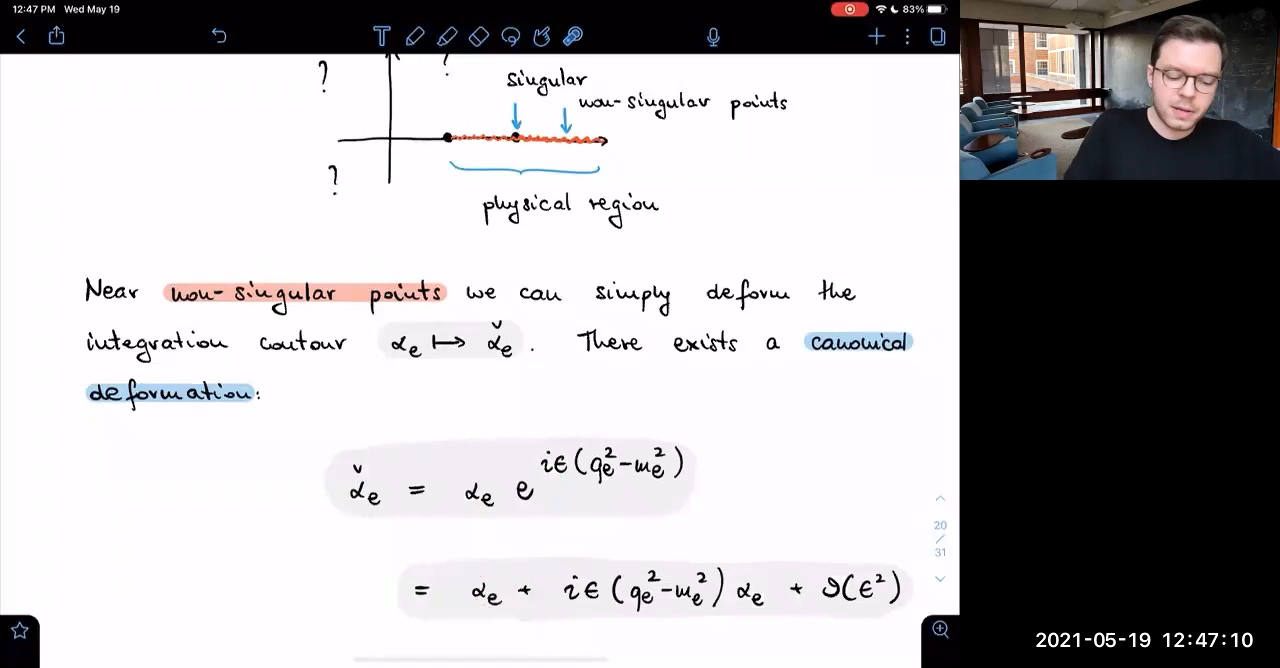 12:47 PM Wed May 19
83%
?
?
singular
non-singular points
?
physical region
Near non-singular points we can simply deform the
integration contour αₑ ↦ α̌ₑ. There exists a canonical
deformation:
α̌ₑ = αₑ e^{iϵ(qₑ²-mₑ²)}
= αₑ + iϵ(qₑ²-mₑ²)αₑ + O(ϵ²)
20
/
31
2021-05-19 12:47:10